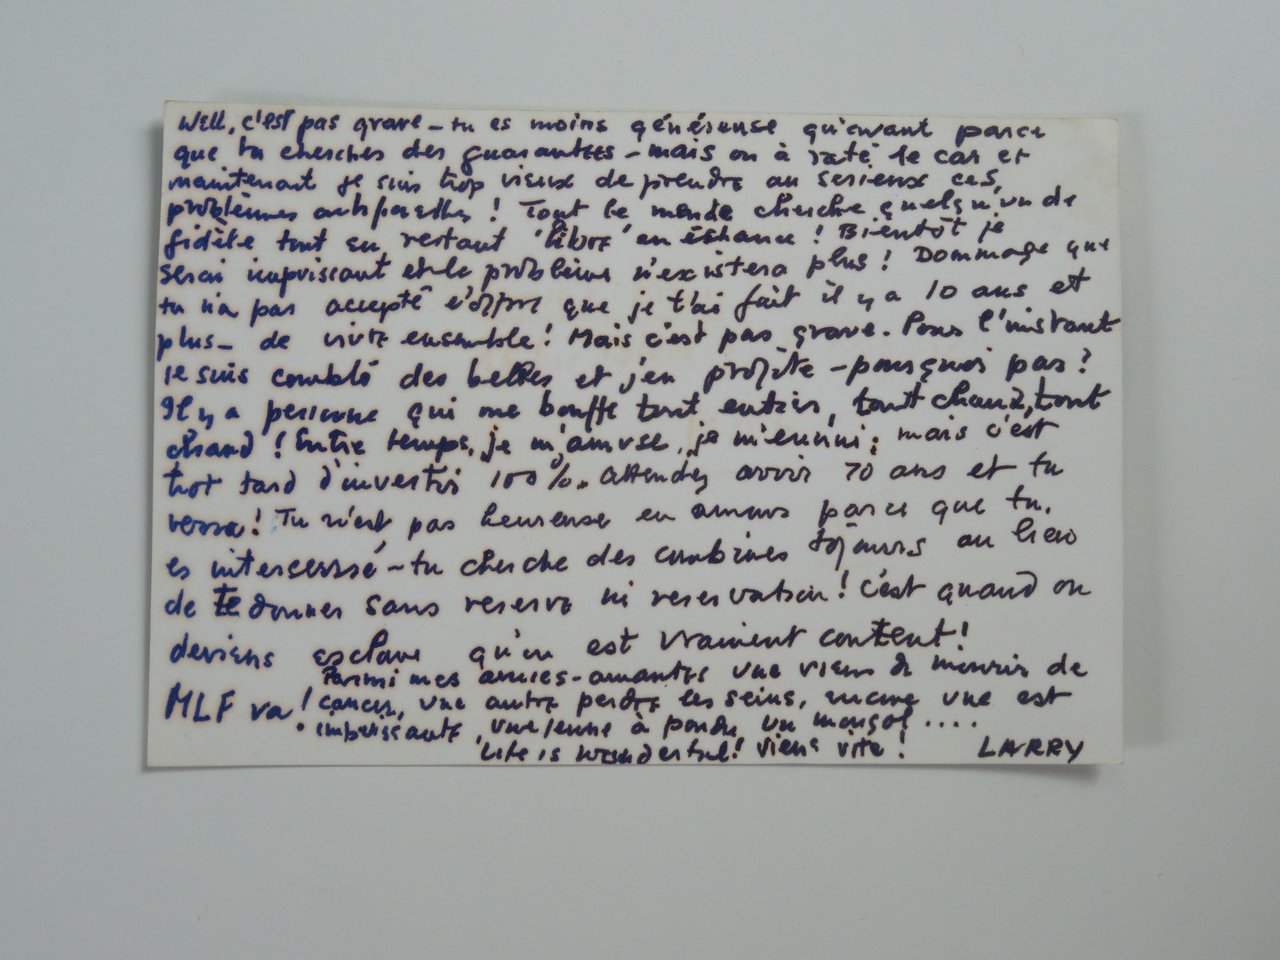 Well, c'est pas grave – tu es moins généreuse qu'avant parce
que tu cherches des guarantees – mais on à raté le car et
maintenant je suis trop vieux de prendre au serieux ces
problèmes ! Tout le monde cherche quelqu'un de
fidèle tout en restant 'libre' en échance ! Bientôt je
serai impuissant et le problème n'existera plus ! Dommage que
tu n'a pas accepté l'offre que je t'ai fait il y a 10 ans et
plus – de vivre ensemble ! Mais c'est pas grave. Pour l'instant
je suis comblé des belles et j'en profite – pourquoi pas ?
Il y a personne qui me bouffe tout entier, tout chaud, tout
chaud ! Entre temps, je m'amuse, je m'ennui ; mais c'est
trot tard d'investir 100%. Attendez avoir 70 ans et tu
verra ! Tu n'est pas heureuse en amour parce que tu
es interessé – tu cherche des combines tojours au lieu
de te donner sans reserve ni reservation ! C'est quand on
deviens esclave qu'on est vraiment content !
Parmi mes amies-amantes une viens de mourir de
MLF va ! cancer, une autre perdre les seins, encore une est
impuissante, une jeune à pondu un mongol ....
Life is wonderful ! Viens vite ! LARRY